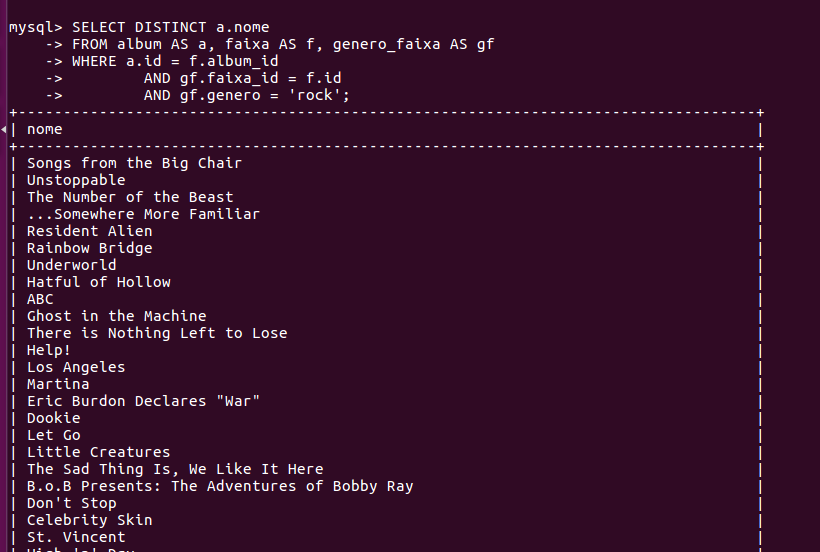 mysql> SELECT DISTINCT a.nome
    -> FROM album AS a, faixa AS f, genero_faixa AS gf
    -> WHERE a.id = f.album_id
    ->         AND gf.faixa_id = f.id
    ->         AND gf.genero = 'rock';
+----------------------------------------------------------------------------------+
| nome                                                                             |
+----------------------------------------------------------------------------------+
| Songs from the Big Chair |
| Unstoppable |
| The Number of the Beast |
| ...Somewhere More Familiar |
| Resident Alien |
| Rainbow Bridge |
| Underworld |
| Hatful of Hollow |
| ABC |
| Ghost in the Machine |
| There is Nothing Left to Lose |
| Help! |
| Los Angeles |
| Martina |
| Eric Burdon Declares "War" |
| Dookie |
| Let Go |
| Little Creatures |
| The Sad Thing Is, We Like It Here |
| B.o.B Presents: The Adventures of Bobby Ray |
| Don't Stop |
| Celebrity Skin |
| St. Vincent |